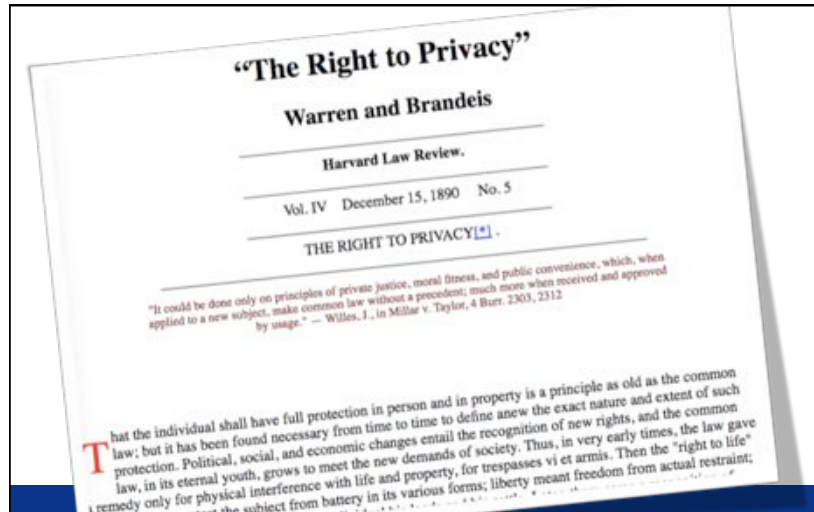 “The Right to Privacy”
Warren and Brandeis
Harvard Law Review.
Vol. IV December 15, 1890 No. 5
THE RIGHT TO PRIVACY[*] .
"It could be done only on principles of private justice, moral fitness, and public convenience, which, when
applied to a new subject, make common law without a precedent; much more when received and approved
by usage." — Willes, J., in Millar v. Taylor, 4 Burr. 2303, 2312
That the individual shall have full protection in person and in property is a principle as old as the common
law; but it has been found necessary from time to time to define anew the exact nature and extent of such
protection. Political, social, and economic changes entail the recognition of new rights, and the common
law, in its eternal youth, grows to meet the new demands of society. Thus, in very early times, the law gave
a remedy only for physical interference with life and property, for trespasses vi et armis. Then the "right to life"
the subject from battery in its various forms; liberty meant freedom from actual restraint;